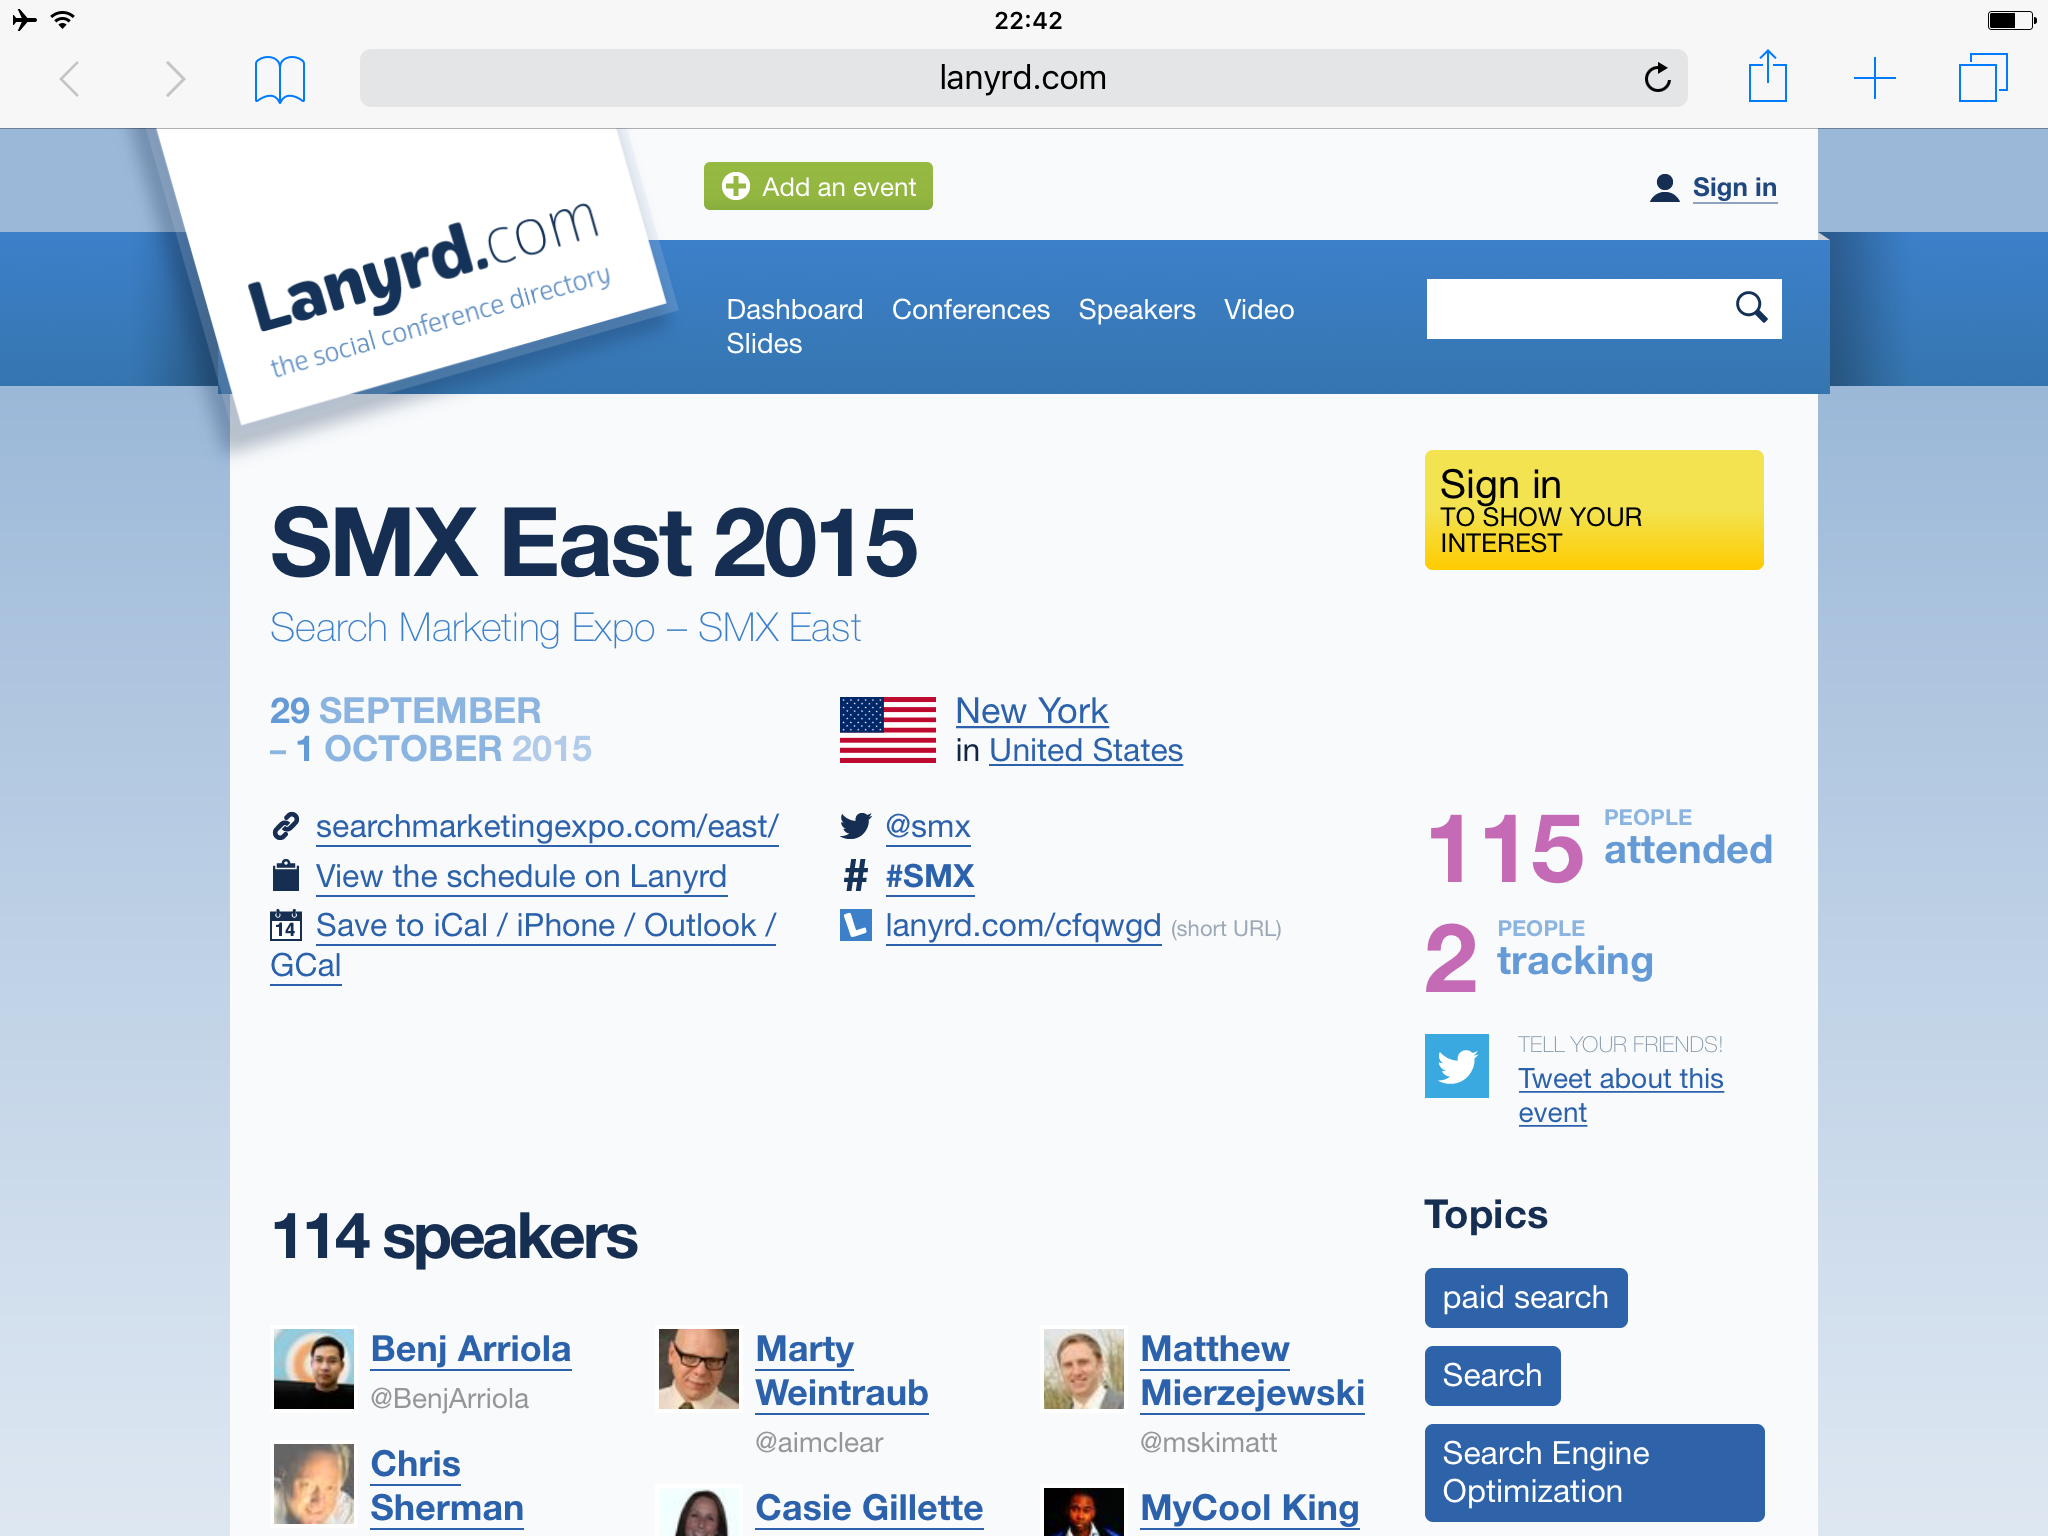 22:42
lanyrd.com
Lanyrd.com
the social conference directory
Add an event
Sign in
Dashboard Conferences Speakers Video
Slides
Sign in
TO SHOW YOUR
INTEREST
SMX East 2015
Search Marketing Expo – SMX East
29 SEPTEMBER
– 1 OCTOBER 2015
New York
in United States
searchmarketingexpo.com/east/
View the schedule on Lanyrd
14 Save to iCal / iPhone / Outlook /
GCal
@smx
# #SMX
L lanyrd.com/cfqwgd (short URL)
115 PEOPLE
attended
2 PEOPLE
tracking
TELL YOUR FRIENDS!
Tweet about this
event
114 speakers
Benj Arriola
@BenjArriola
Marty
Weintraub
@aimclear
Matthew
Mierzejewski
@mskimatt
Chris
Sherman
Casie Gillette
MyCool King
Topics
paid search
Search
Search Engine
Optimization